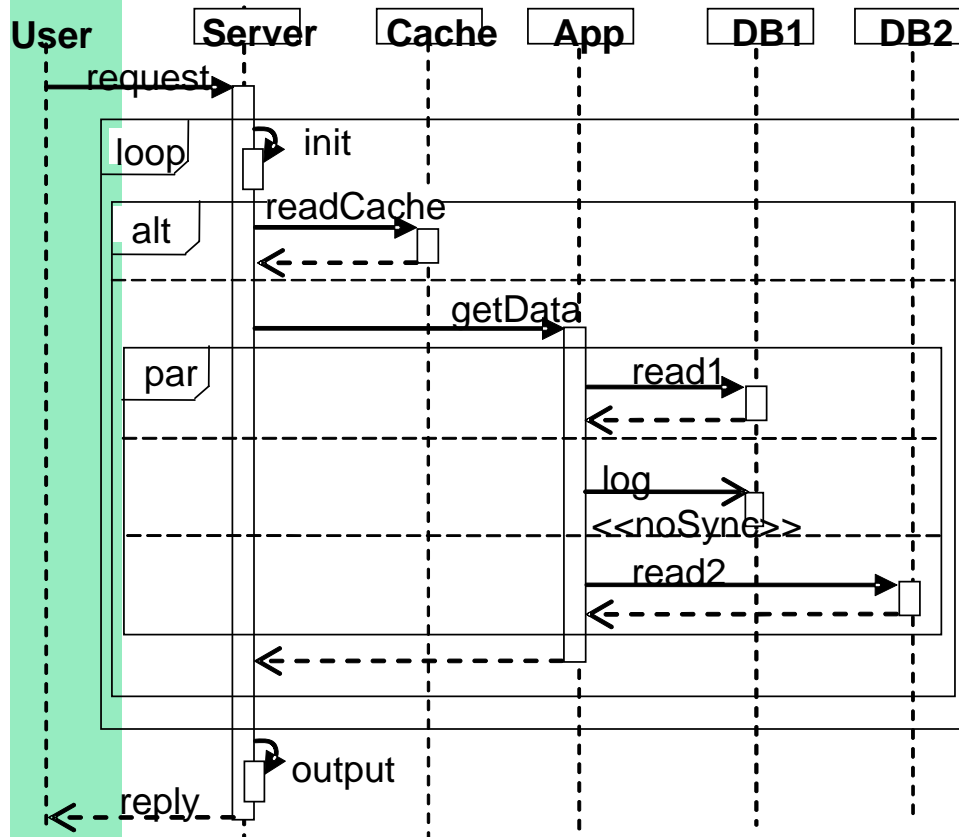 User Server Cache App DB1 DB2
request
loop
init
alt
readCache
getData
par
read1
log
<<noSync>>
read2
output
reply